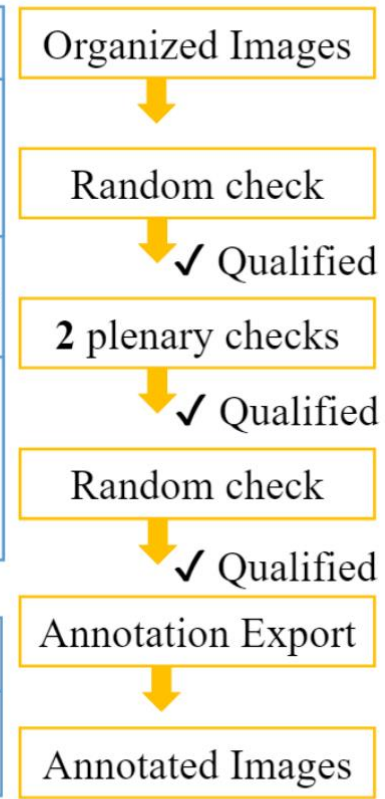 Organized Images
Random check
✓ Qualified
2 plenary checks
✓ Qualified
Random check
✓ Qualified
Annotation Export
Annotated Images